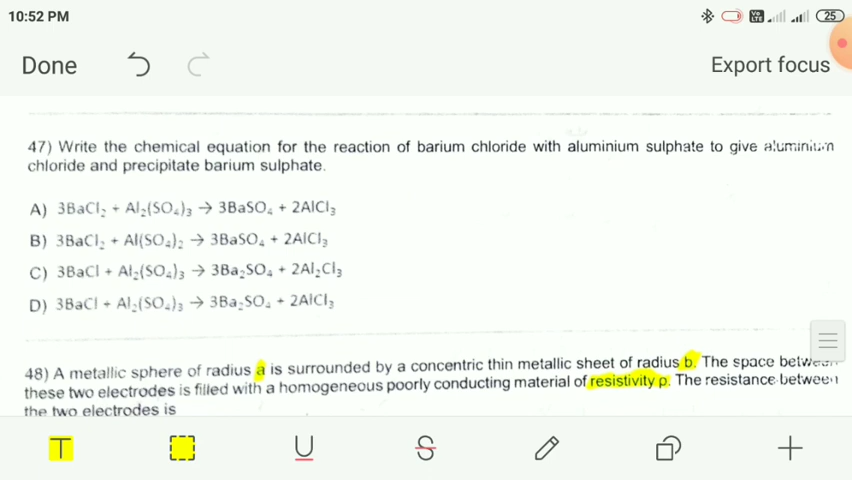 10:52 PM
25
Done
Export focus
47) Write the chemical equation for the reaction of barium chloride with aluminium sulphate to give aluminium
chloride and precipitate barium sulphate.
A) 3BaCl₂ + Al₂(SO₄)₃ → 3BaSO₄ + 2AlCl₃
B) 3BaCl₂ + Al(SO₄)₂ → 3BaSO₄ + 2AlCl₃
C) 3BaCl + Al₂(SO₄)₃ → 3Ba₂SO₄ + 2Al₂Cl₃
D) 3BaCl + Al₂(SO₄)₃ → 3Ba₂SO₄ + 2AlCl₃
48) A metallic sphere of radius a is surrounded by a concentric thin metallic sheet of radius b. The space between
these two electrodes is filled with a homogeneous poorly conducting material of resistivity ρ. The resistance between
the two electrodes is
T U S